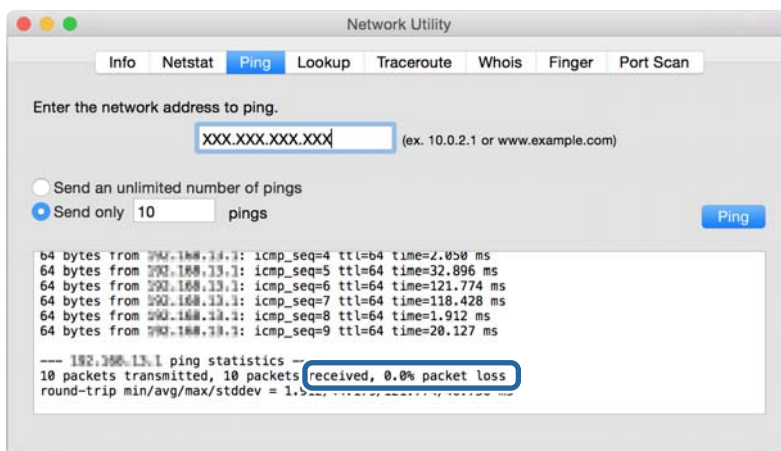 Network Utility
Info Netstat Ping Lookup Traceroute Whois Finger Port Scan
Enter the network address to ping.
XXX.XXX.XXX.XXX (ex. 10.0.2.1 or www.example.com)
Send an unlimited number of pings
Send only 10 pings
Ping
64 bytes from icmp_seq=4 ttl=64 time=2.050 ms
64 bytes from icmp_seq=5 ttl=64 time=32.896 ms
64 bytes from icmp_seq=6 ttl=64 time=121.774 ms
64 bytes from icmp_seq=7 ttl=64 time=118.428 ms
64 bytes from icmp_seq=8 ttl=64 time=1.912 ms
64 bytes from icmp_seq=9 ttl=64 time=20.127 ms
--- ping statistics --
10 packets transmitted, 10 packets received, 0.0% packet loss
round-trip min/avg/max/stddev = ms